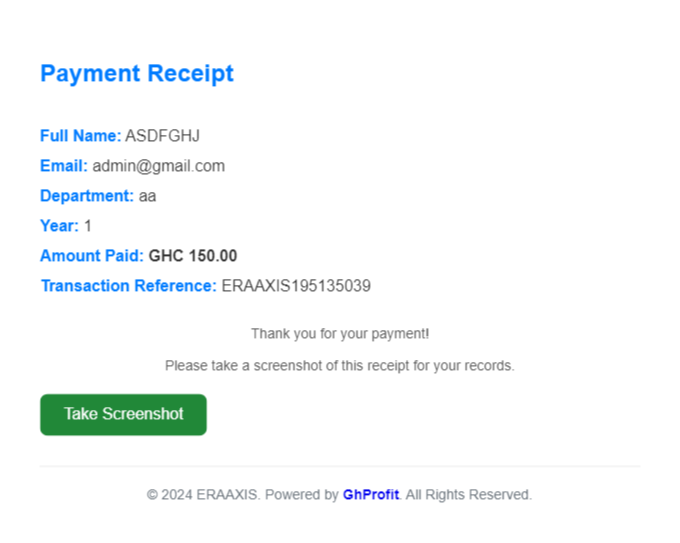 Payment Receipt
Full Name: ASDFGHJ
Email: admin@gmail.com
Department: aa
Year: 1
Amount Paid: GHC 150.00
Transaction Reference: ERAAXIS195135039
Thank you for your payment!
Please take a screenshot of this receipt for your records.
Take Screenshot
© 2024 ERAAXIS. Powered by GhProfit. All Rights Reserved.